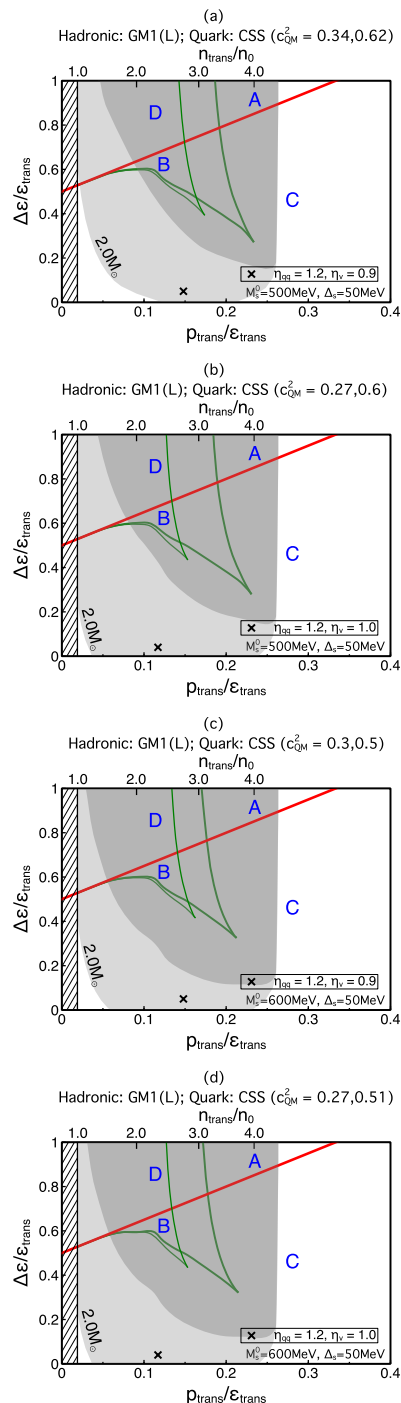 (a)
Hadronic: GM1(L); Quark: CSS (c²QM = 0.34,0.62)
ntrans/n0
1.0 2.0 3.0 4.0
1
0.8
0.6
0.4
0.2
0
Δε/εtrans
D A
B
C
2.0M⊙
× ηqq = 1.2, ηv = 0.9
M⁰s=500MeV, Δs=50MeV
0 0.1 0.2 0.3 0.4
ptrans/εtrans
(b)
Hadronic: GM1(L); Quark: CSS (c²QM = 0.27,0.6)
ntrans/n0
1.0 2.0 3.0 4.0
1
0.8
0.6
0.4
0.2
0
Δε/εtrans
D A
B
C
2.0M⊙
× ηqq = 1.2, ηv = 1.0
M⁰s=500MeV, Δs=50MeV
0 0.1 0.2 0.3 0.4
ptrans/εtrans
(c)
Hadronic: GM1(L); Quark: CSS (c²QM = 0.3,0.5)
ntrans/n0
1.0 2.0 3.0 4.0
1
0.8
0.6
0.4
0.2
0
Δε/εtrans
D A
B
C
2.0M⊙
× ηqq = 1.2, ηv = 0.9
M⁰s=600MeV, Δs=50MeV
0 0.1 0.2 0.3 0.4
ptrans/εtrans
(d)
Hadronic: GM1(L); Quark: CSS (c²QM = 0.27,0.51)
ntrans/n0
1.0 2.0 3.0 4.0
1
0.8
0.6
0.4
0.2
0
Δε/εtrans
D A
B
C
2.0M⊙
× ηqq = 1.2, ηv = 1.0
M⁰s=600MeV, Δs=50MeV
0 0.1 0.2 0.3 0.4
ptrans/εtrans